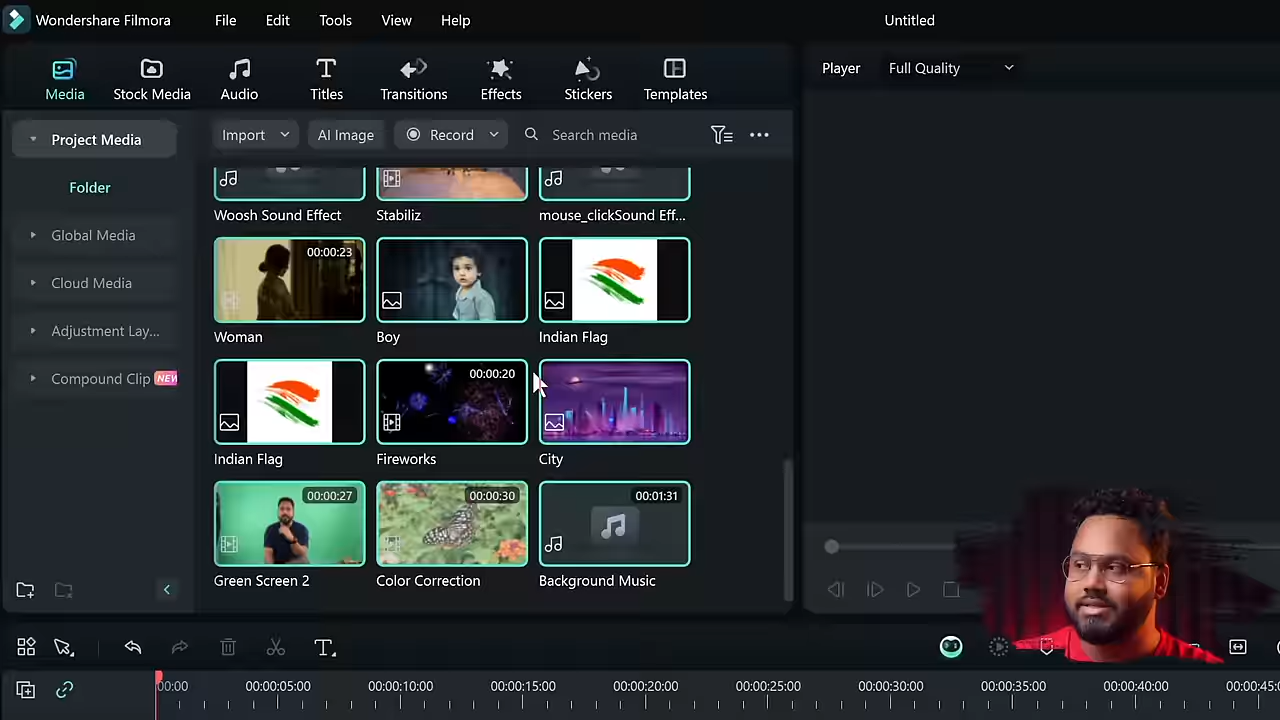 Wondershare Filmora File Edit Tools View Help Untitled
Media Stock Media Audio Titles Transitions Effects Stickers Templates
Player Full Quality
Project Media
Import AI Image Record Search media
Folder
Global Media
Cloud Media
Adjustment Lay...
Compound Clip NEW
Woosh Sound Effect Stabiliz mouse_clickSound Eff...
00:00:23
Woman Boy Indian Flag
00:00:20
Indian Flag Fireworks City
00:00:27 00:00:30 00:01:31
Green Screen 2 Color Correction Background Music
00:00 00:00:05:00 00:00:10:00 00:00:15:00 00:00:20:00 00:00:25:00 00:00:30:00 00:00:35:00 00:00:40:00 00:00:45:0